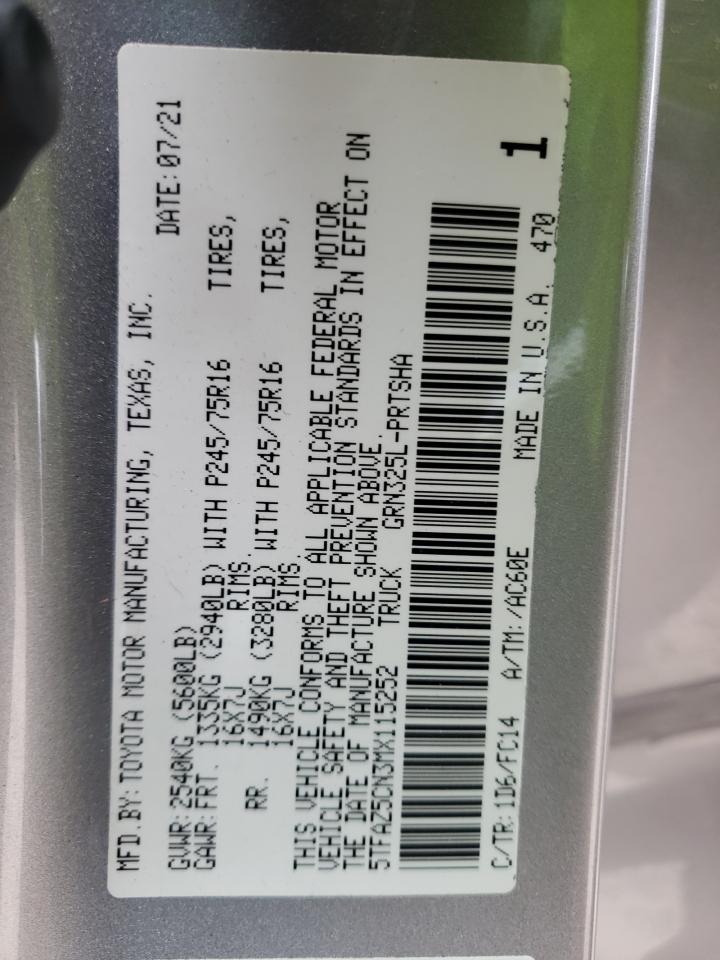 MFD.BY:TOYOTA MOTOR MANUFACTURING, TEXAS, INC.
DATE:07/21
GVWR:2540KG (5600LB)
GAWR:FRT. 1335KG (2940LB) WITH P245/75R16 TIRES,
16X7J RIMS.
RR. 1490KG (3280LB) WITH P245/75R16 TIRES,
16X7J RIMS
THIS VEHICLE CONFORMS TO ALL APPLICABLE FEDERAL MOTOR
VEHICLE SAFETY AND THEFT PREVENTION STANDARDS IN EFFECT ON
THE DATE OF MANUFACTURE SHOWN ABOVE.
5TFAZ5CN3MX115252 TRUCK GRN325L-PRTSHA
C/TR:1D6/FC14 A/TM:/AC60E MADE IN U.S.A. 470
1